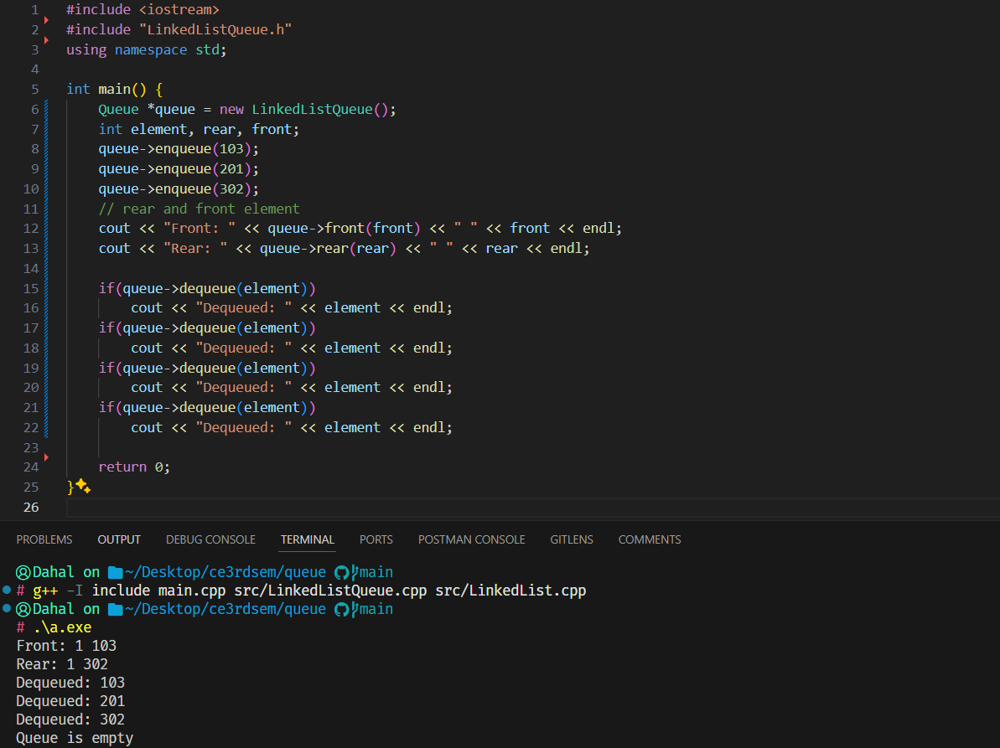 1 #include <iostream>
2 #include "LinkedListQueue.h"
3 using namespace std;
4
5 int main() {
6 Queue *queue = new LinkedListQueue();
7 int element, rear, front;
8 queue->enqueue(103);
9 queue->enqueue(201);
10 queue->enqueue(302);
11 // rear and front element
12 cout << "Front: " << queue->front(front) << " " << front << endl;
13 cout << "Rear: " << queue->rear(rear) << " " << rear << endl;
14
15 if(queue->dequeue(element))
16 cout << "Dequeued: " << element << endl;
17 if(queue->dequeue(element))
18 cout << "Dequeued: " << element << endl;
19 if(queue->dequeue(element))
20 cout << "Dequeued: " << element << endl;
21 if(queue->dequeue(element))
22 cout << "Dequeued: " << element << endl;
23
24 return 0;
25 }
26
PROBLEMS OUTPUT DEBUG CONSOLE TERMINAL PORTS POSTMAN CONSOLE GITLENS COMMENTS
Dahal on ~/Desktop/ce3rdsem/queue main
# g++ -I include main.cpp src/LinkedListQueue.cpp src/LinkedList.cpp
Dahal on ~/Desktop/ce3rdsem/queue main
# .\a.exe
Front: 1 103
Rear: 1 302
Dequeued: 103
Dequeued: 201
Dequeued: 302
Queue is empty